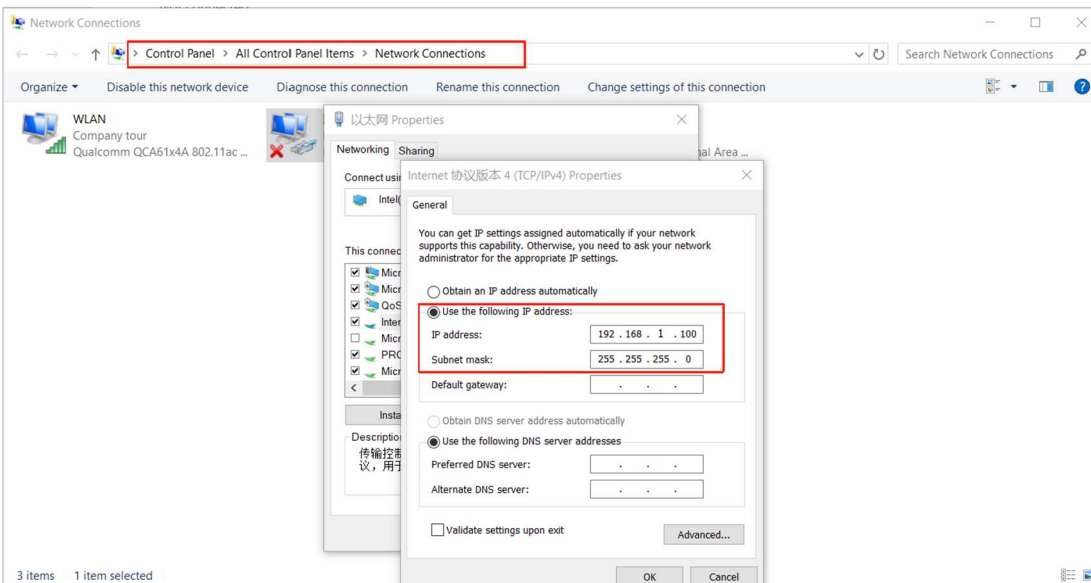 Network Connections
Control Panel > All Control Panel Items > Network Connections
Search Network Connections
Organize
Disable this network device
Diagnose this connection
Rename this connection
Change settings of this connection
WLAN
Company tour
Qualcomm QCA61x4A 802.11ac ...
以太网 Properties
Networking
Sharing
Connect
Intel(
This
Micr
Micr
QoS
Micr
PRO
Micr
传输控制
议，用于
Internet 协议版本 4 (TCP/IPv4) Properties
General
You can get IP settings assigned automatically if your network
supports this capability. Otherwise, you need to ask your network
administrator for the appropriate IP settings.
Obtain an IP address automatically
Use the following IP address:
IP address:
192 . 168 . 1 . 100
Subnet mask:
255 . 255 . 255 . 0
Default gateway:
. . .
Obtain DNS server address automatically
Use the following DNS server addresses
Preferred DNS server:
. . .
Alternate DNS server:
. . .
Validate settings upon exit
Advanced...
OK
Cancel
Area ...
3 items
1 item selected